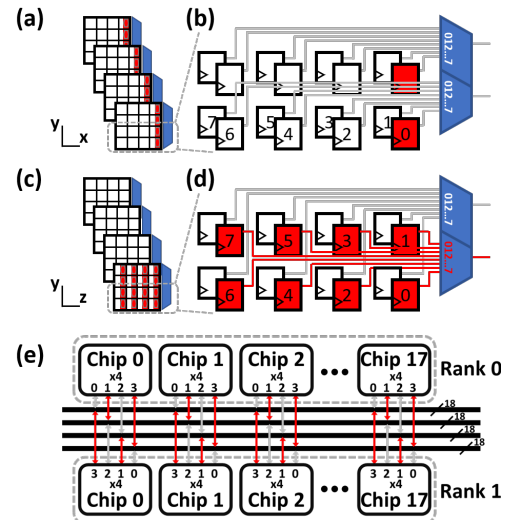 (a)
(b)
y
x
012...7
012...7
7 5 3 1
6 4 2 0
(c)
(d)
y
z
012...7
012...7
7 5 3 1
6 4 2 0
(e)
Chip 0 Chip 1 Chip 2 ••• Chip 17 Rank 0
x4 x4 x4 x4
0 1 2 3 0 1 2 3 0 1 2 3 0 1 2 3
18
18
18
18
3 2 1 0 3 2 1 0 3 2 1 0 3 2 1 0
x4 x4 x4 x4
Chip 0 Chip 1 Chip 2 ••• Chip 17 Rank 1